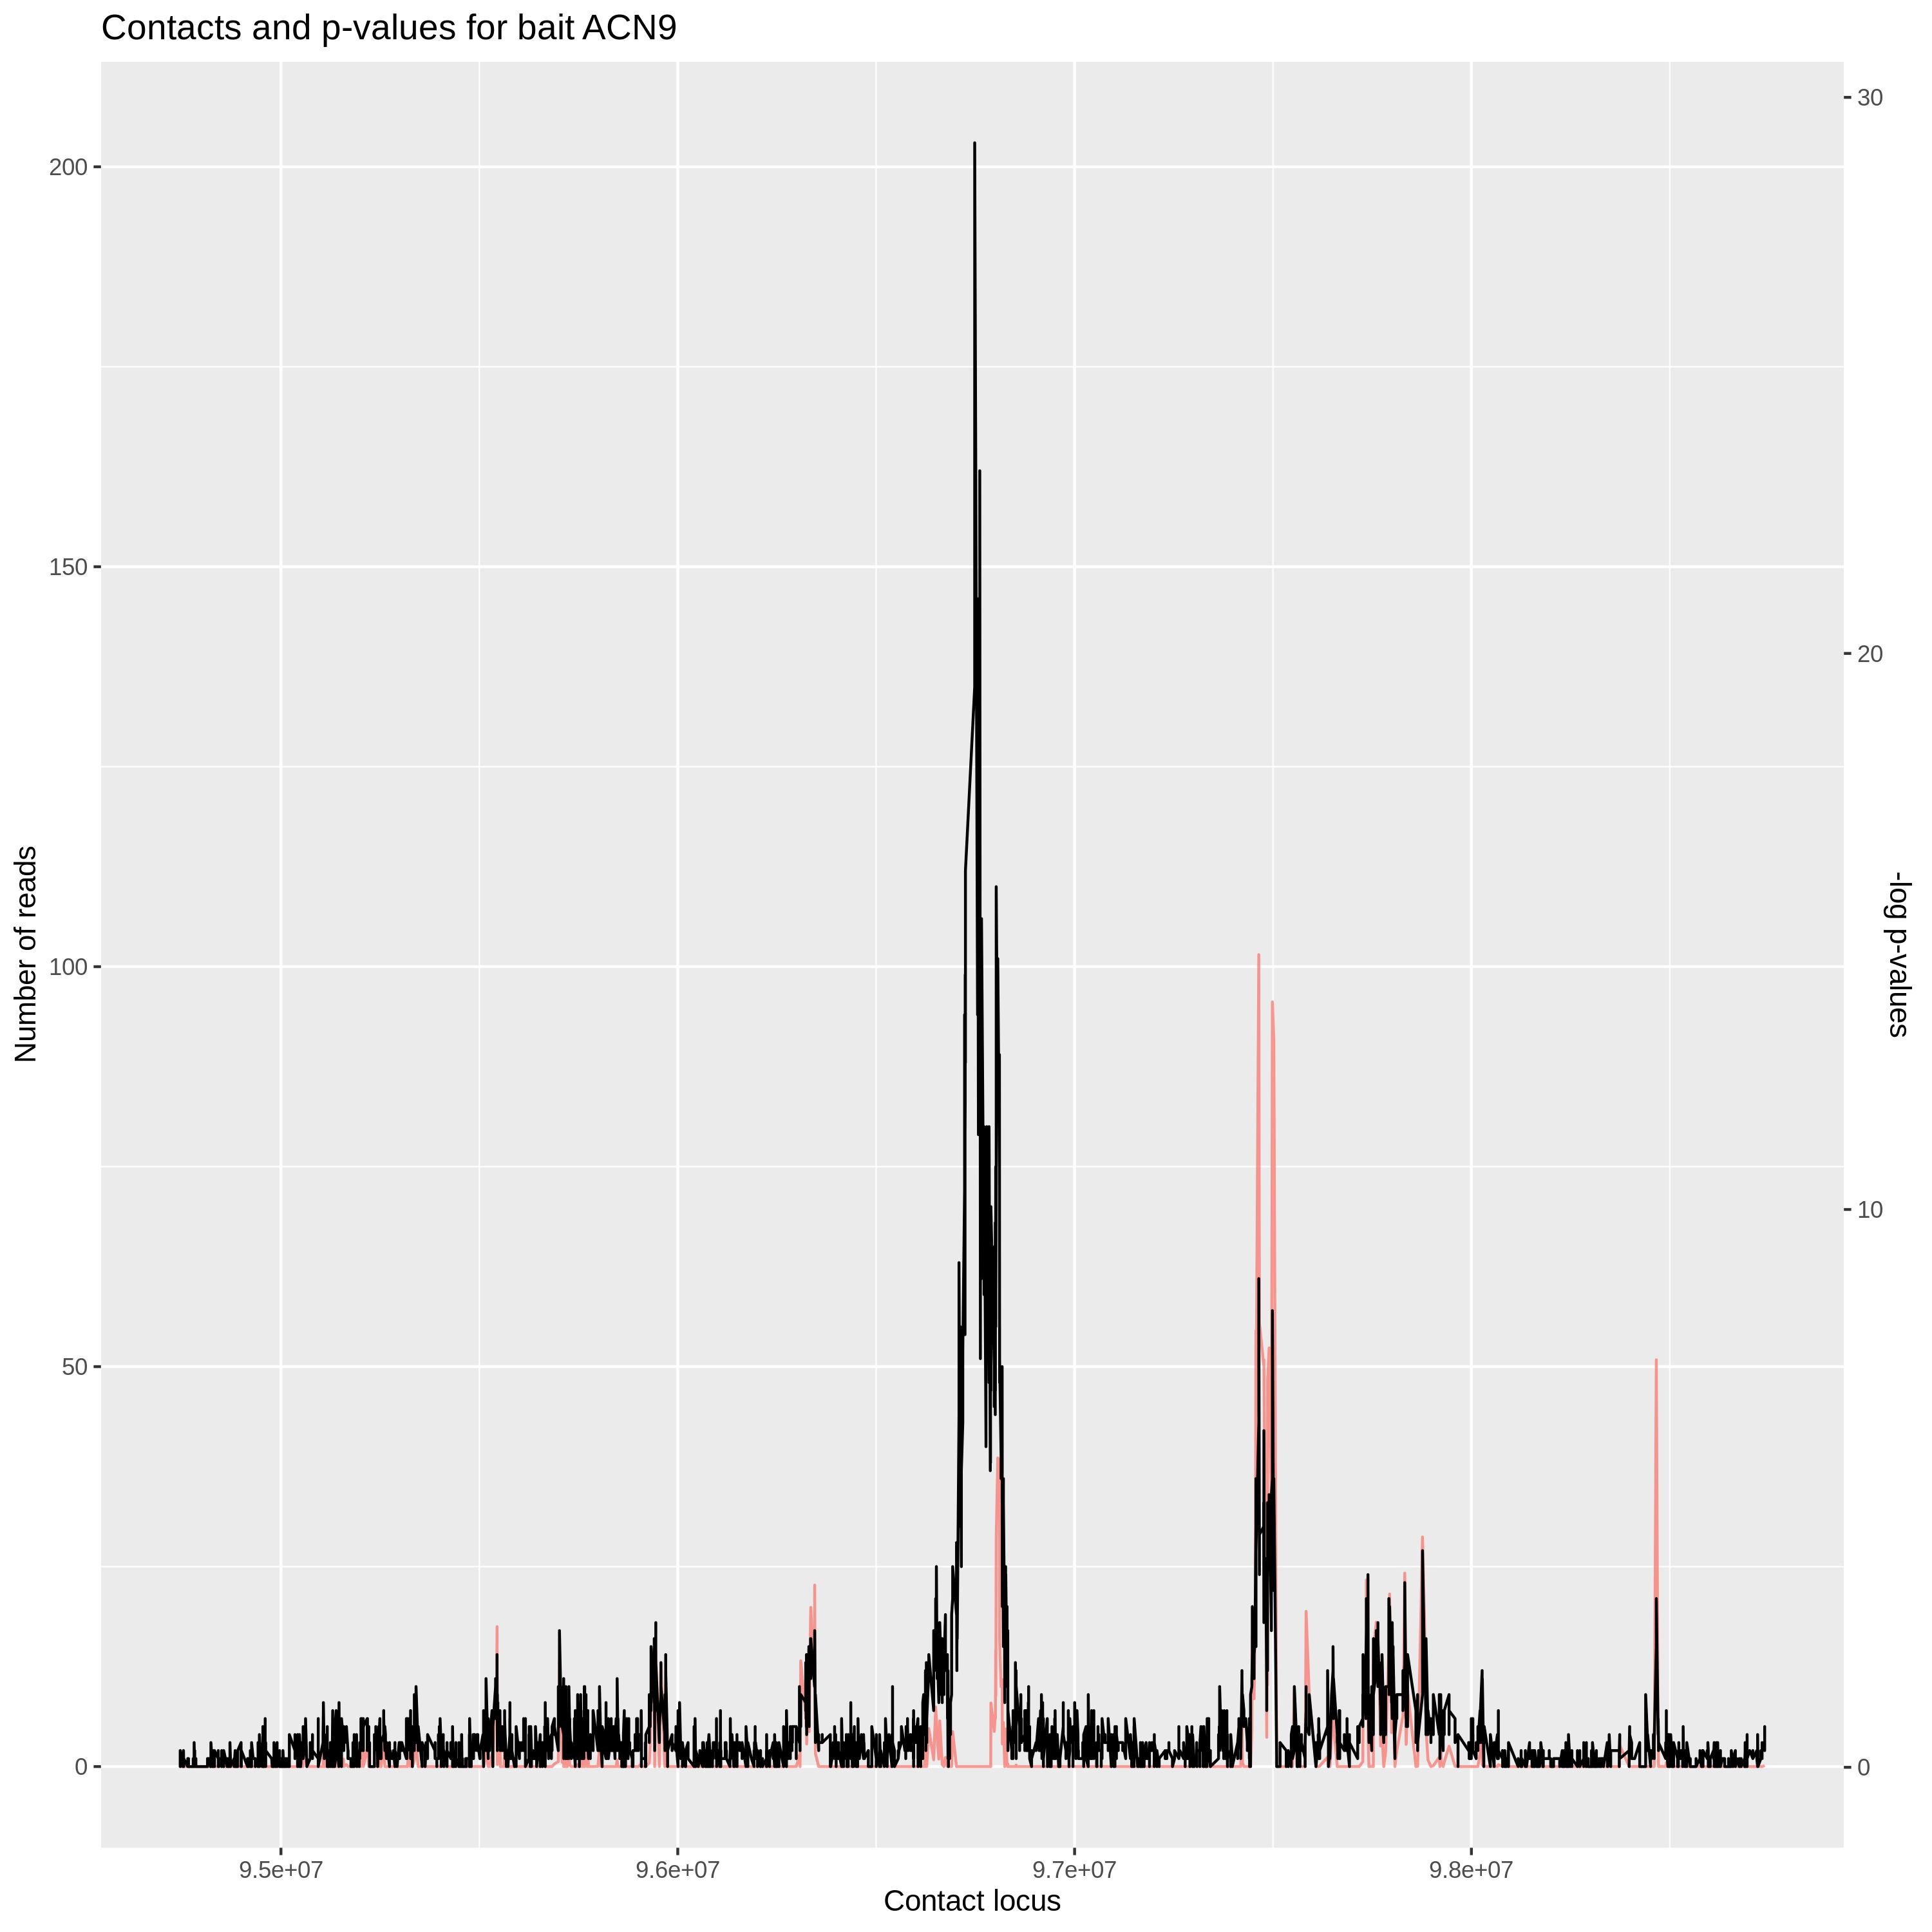 Contacts and p-values for bait ACN9
Number of reads
200
150
100
50
0
30
20
10
0
-log p-values
9.5e+07
9.6e+07
9.7e+07
9.8e+07
Contact locus